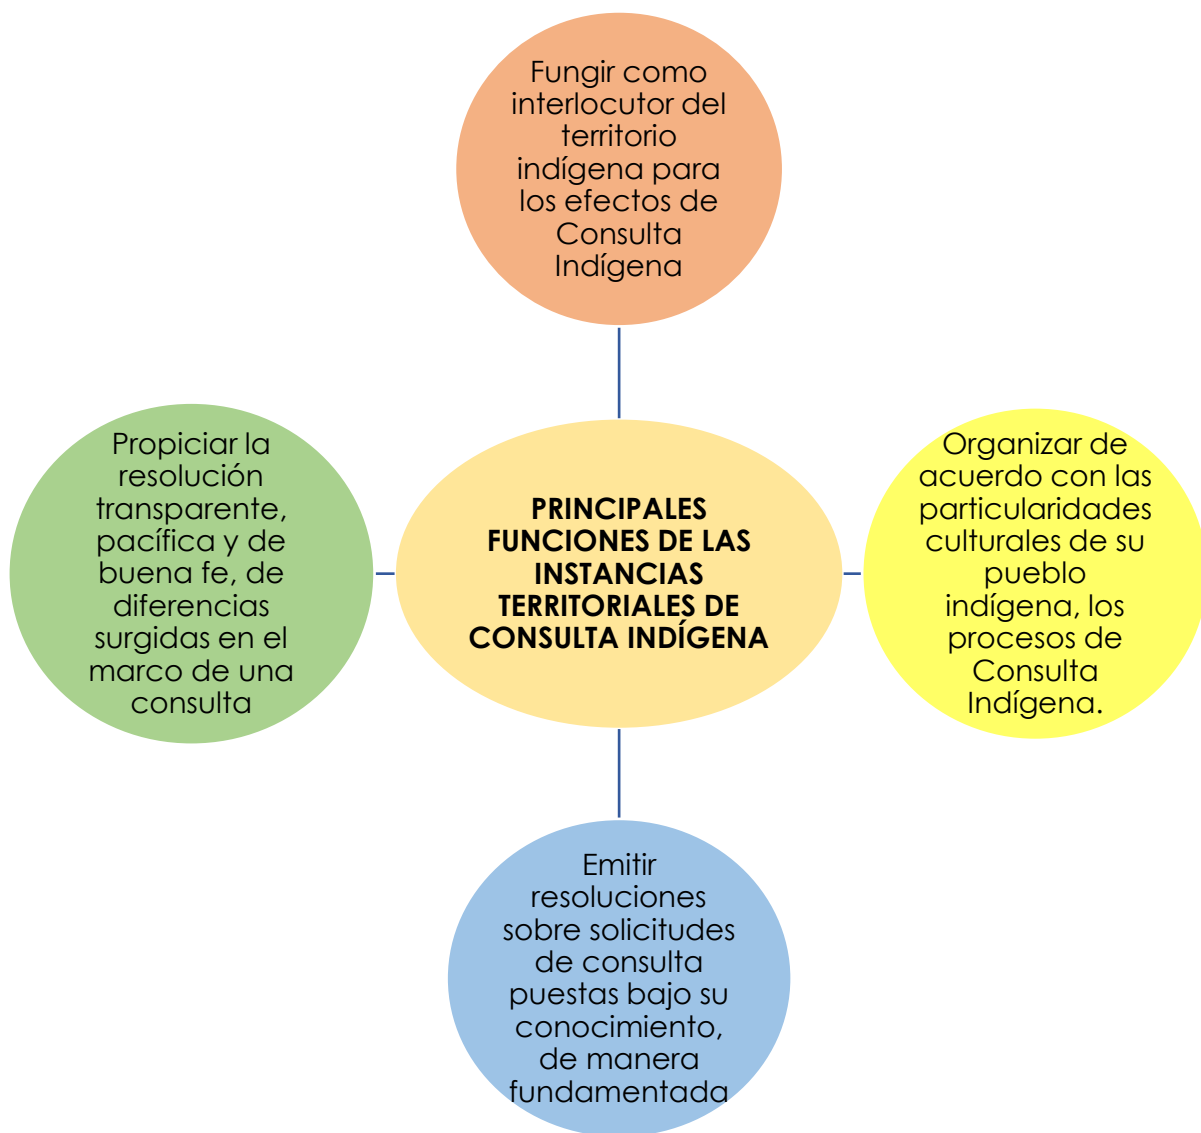 Fungir como
interlocutor del
territorio
indígena para
los efectos de
Consulta
Indígena
Propiciar la
resolución
transparente,
pacífica y de
buena fe, de
diferencias
surgidas en el
marco de una
consulta
PRINCIPALES
FUNCIONES DE LAS
INSTANCIAS
TERRITORIALES DE
CONSULTA INDÍGENA
Organizar de
acuerdo con las
particularidades
culturales de su
pueblo
indígena, los
procesos de
Consulta
Indígena.
Emitir
resoluciones
sobre solicitudes
de consulta
puestas bajo su
conocimiento,
de manera
fundamentada